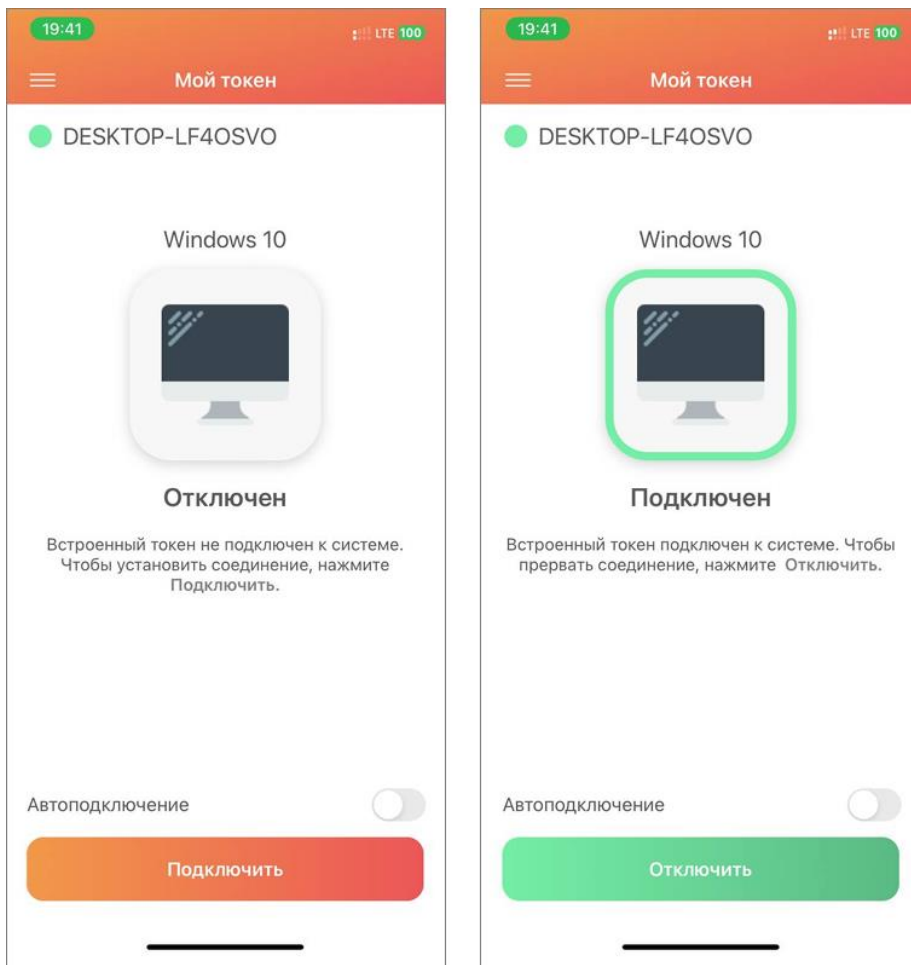 19:41
LTE 100
Мой токен
DESKTOP-LF4OSVO
Windows 10
Отключен
Встроенный токен не подключен к системе.
Чтобы установить соединение, нажмите
Подключить.
Автоподключение
Подключить
19:41
LTE 100
Мой токен
DESKTOP-LF4OSVO
Windows 10
Подключен
Встроенный токен подключен к системе. Чтобы
прервать соединение, нажмите Отключить.
Автоподключение
Отключить